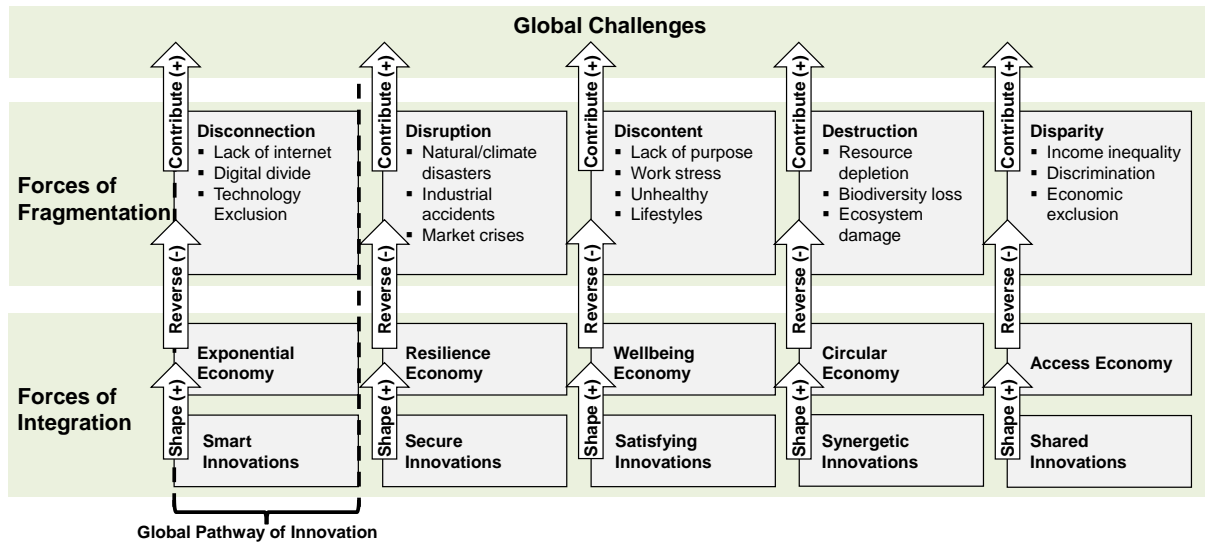 Global Challenges
Contribute (+)
Contribute (+)
Contribute (+)
Contribute (+)
Contribute (+)
Forces of
Fragmentation
Disconnection
▪ Lack of internet
▪ Digital divide
▪ Technology
Exclusion
Disruption
▪ Natural/climate
disasters
▪ Industrial
accidents
▪ Market crises
Discontent
▪ Lack of purpose
▪ Work stress
▪ Unhealthy
▪ Lifestyles
Destruction
▪ Resource
depletion
▪ Biodiversity loss
▪ Ecosystem
damage
Disparity
▪ Income inequality
▪ Discrimination
▪ Economic
exclusion
Reverse (-)
Reverse (-)
Reverse (-)
Reverse (-)
Reverse (-)
Forces of
Integration
Exponential
Economy
Resilience
Economy
Wellbeing
Economy
Circular
Economy
Access Economy
Shape (+)
Shape (+)
Shape (+)
Shape (+)
Shape (+)
Smart
Innovations
Secure
Innovations
Satisfying
Innovations
Synergetic
Innovations
Shared
Innovations
Global Pathway of Innovation